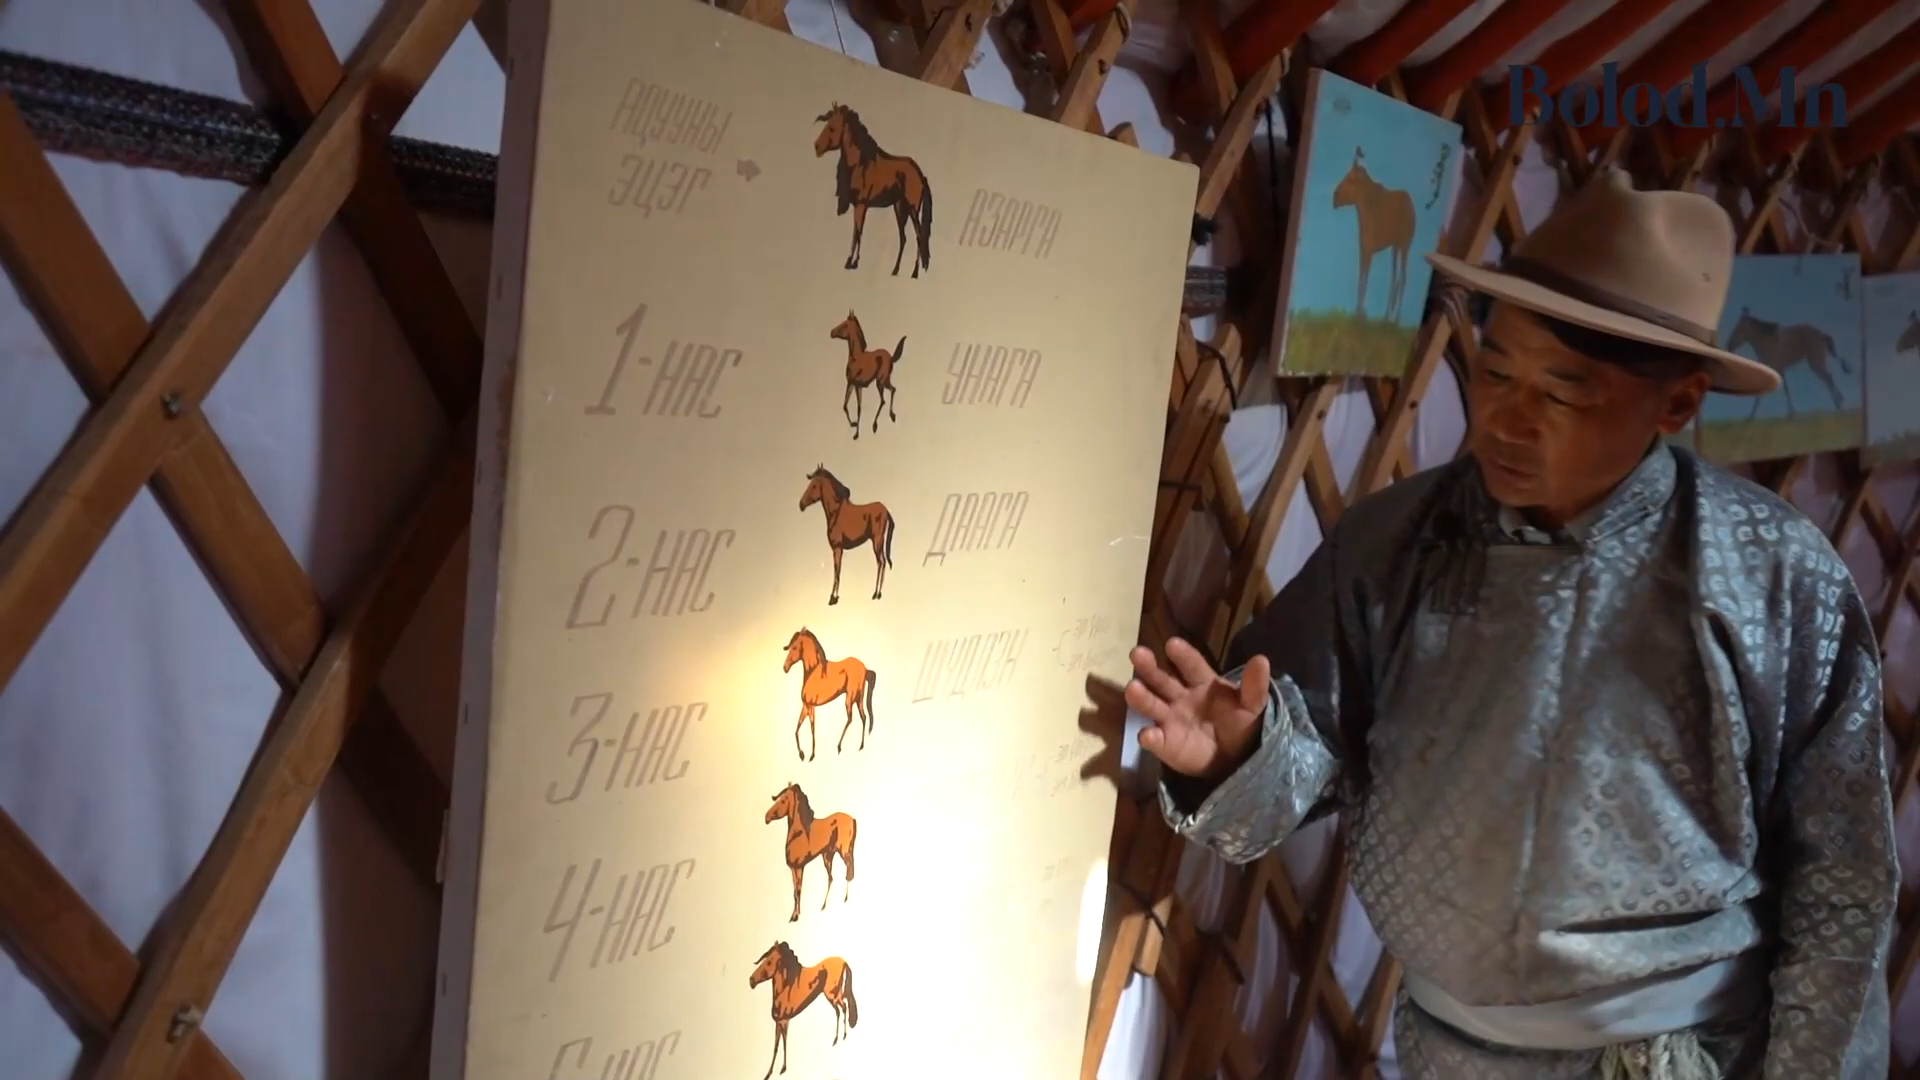 Bolod.Mn
АДУУНЫ
ЭЦЭГ
АЗАРГА
1-НАС
УНАГА
2-НАС
ДААГА
3-НАС
ШҮДЛЭН
4-НАС